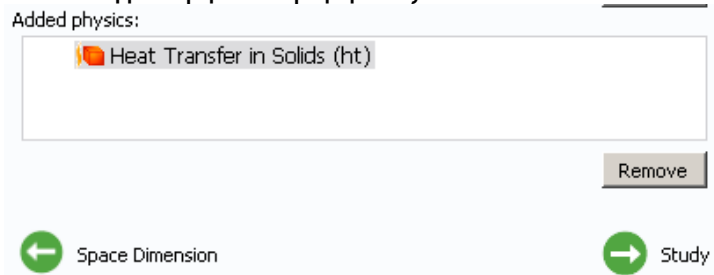 Added physics:
Heat Transfer in Solids (ht)
Remove
Space Dimension
Study